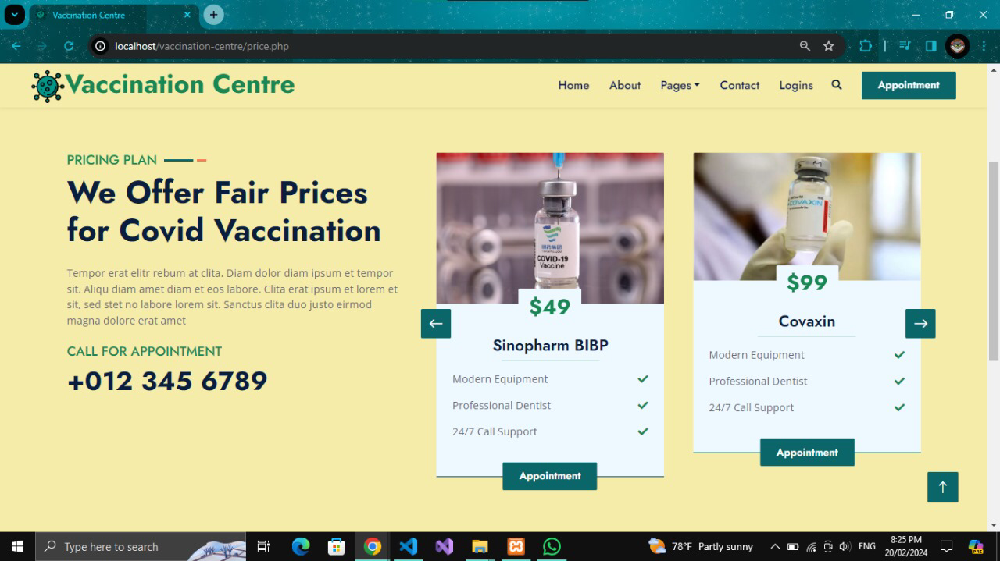 Vaccination Centre
localhost/vaccination-centre/price.php
Vaccination Centre
Home About Pages Contact Logins Appointment
PRICING PLAN
We Offer Fair Prices
for Covid Vaccination
Tempor erat elitr rebum at clita. Diam dolor diam ipsum et tempor
sit. Aliqu diam amet diam et eos labore. Clita erat ipsum et lorem et
sit, sed stet no labore lorem sit. Sanctus clita duo justo eirmod
magna dolore erat amet
CALL FOR APPOINTMENT
+012 345 6789
COVID-19
Vaccine
$49
Sinopharm BIBP
Modern Equipment
Professional Dentist
24/7 Call Support
Appointment
COVAXIN
$99
Covaxin
Modern Equipment
Professional Dentist
24/7 Call Support
Appointment
Type here to search
78°F Partly sunny
ENG
8:25 PM
20/02/2024
PRE